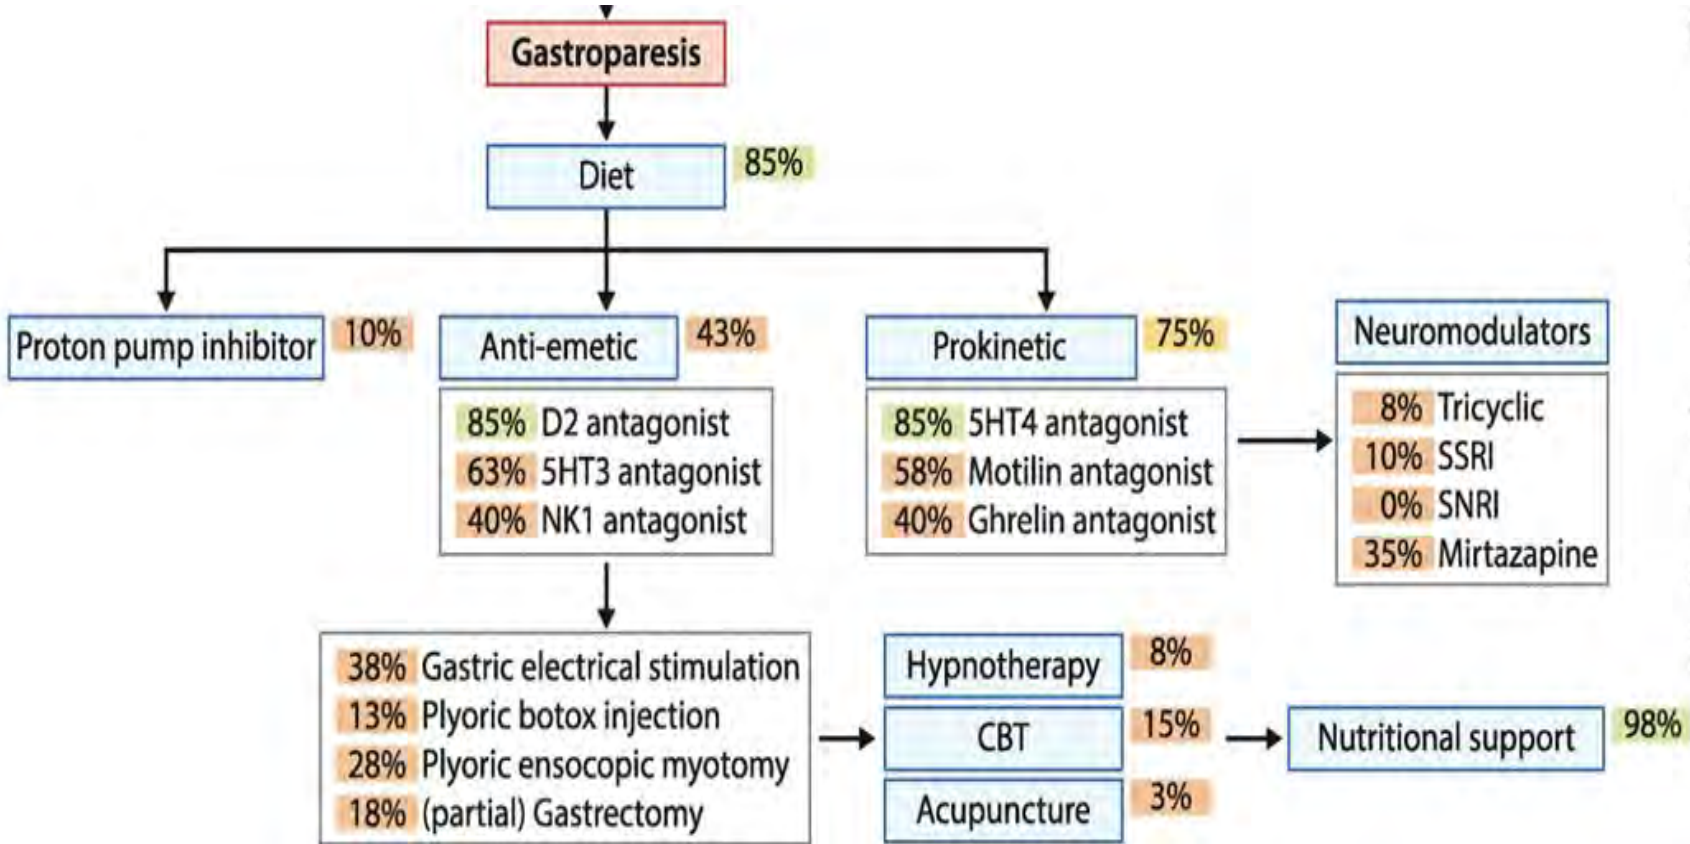 Gastroparesis
Diet 85%
Proton pump inhibitor 10%
Anti-emetic 43%
85% D2 antagonist
63% 5HT3 antagonist
40% NK1 antagonist
Prokinetic 75%
85% 5HT4 antagonist
58% Motilin antagonist
40% Ghrelin antagonist
Neuromodulators
8% Tricyclic
10% SSRI
0% SNRI
35% Mirtazapine
38% Gastric electrical stimulation
13% Plyoric botox injection
28% Plyoric ensocopic myotomy
18% (partial) Gastrectomy
Hypnotherapy 8%
CBT 15%
Acupuncture 3%
Nutritional support 98%